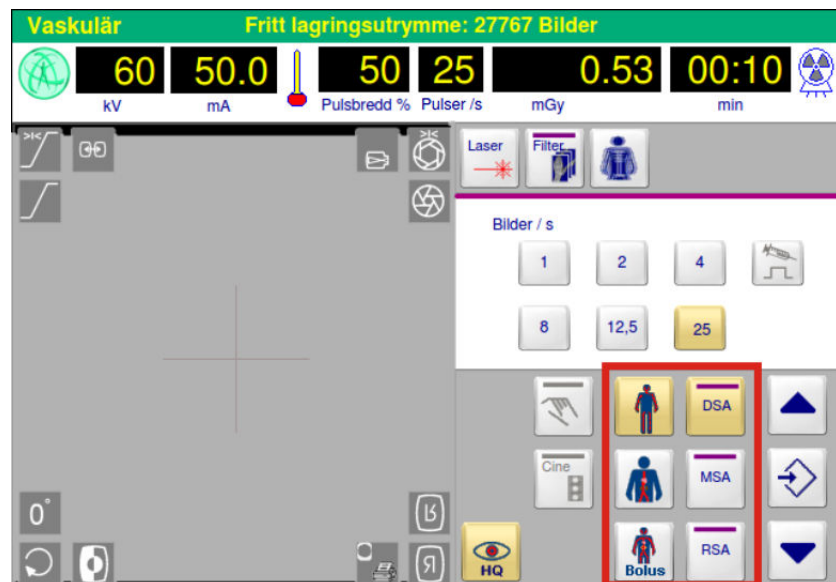 Vaskulär Fritt lagringsutrymme: 27767 Bilder
60 50.0 50 25 0.53 00:10
kV mA Pulsbredd % Pulser /s mGy min
Laser Filter
Bilder / s
1 2 4
8 12,5 25
DSA
Cine MSA
0°
R
HQ Bolus RSA R